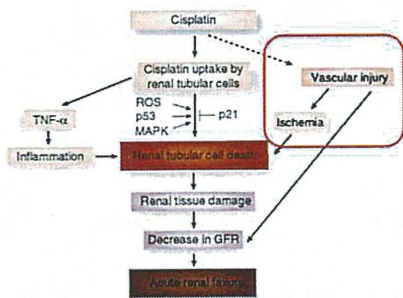 Cisplatin
Cisplatin uptake by
renal tubular cells
Vascular injury
ROS
p53
p21
MAPK
TNF-α
Ischemia
Inflammation
Renal tubular cell death
Renal tissue damage
Decrease in GFR
Acute renal failure